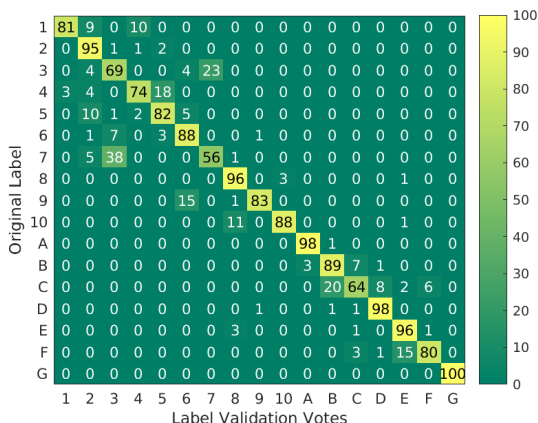 1 81 9 0 10 0 0 0 0 0 0 0 0 0 0 0 0 0
2 0 95 1 1 2 0 0 0 0 0 0 0 0 0 0 0 0
3 0 4 69 0 0 4 23 0 0 0 0 0 0 0 0 0 0
4 3 4 0 74 18 0 0 0 0 0 0 0 0 0 0 0 0
5 0 10 1 2 82 5 0 0 0 0 0 0 0 0 0 0 0
6 0 1 7 0 3 88 0 0 1 0 0 0 0 0 0 0 0
7 0 5 38 0 0 0 56 1 0 0 0 0 0 0 0 0 0
8 0 0 0 0 0 0 0 96 0 3 0 0 0 0 1 0 0
9 0 0 0 0 0 15 0 1 83 0 0 0 0 0 0 0 0
10 0 0 0 0 0 0 0 11 0 88 0 0 0 0 1 0 0
A 0 0 0 0 0 0 0 0 0 0 98 1 0 0 0 0 0
B 0 0 0 0 0 0 0 0 0 0 3 89 7 1 0 0 0
C 0 0 0 0 0 0 0 0 0 0 0 20 64 8 2 6 0
D 0 0 0 0 0 0 0 0 1 0 0 1 1 98 0 0 0
E 0 0 0 0 0 0 0 3 0 0 0 0 1 0 96 1 0
F 0 0 0 0 0 0 0 0 0 0 0 0 3 1 15 80 0
G 0 0 0 0 0 0 0 0 0 0 0 0 0 0 0 0 100
1 2 3 4 5 6 7 8 9 10 A B C D E F G
Label Validation Votes
Original Label
100
90
80
70
60
50
40
30
20
10
0